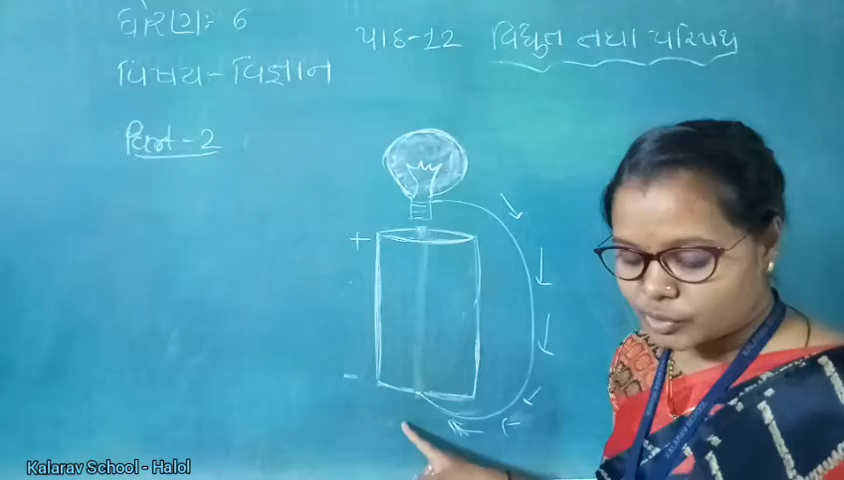 ધોરણઃ 6
પાઠ-12 વિદ્યુત તથા પરિપથ
વિષય-વિજ્ઞાન
દિન-2
+
-
Kalarav School - Halol